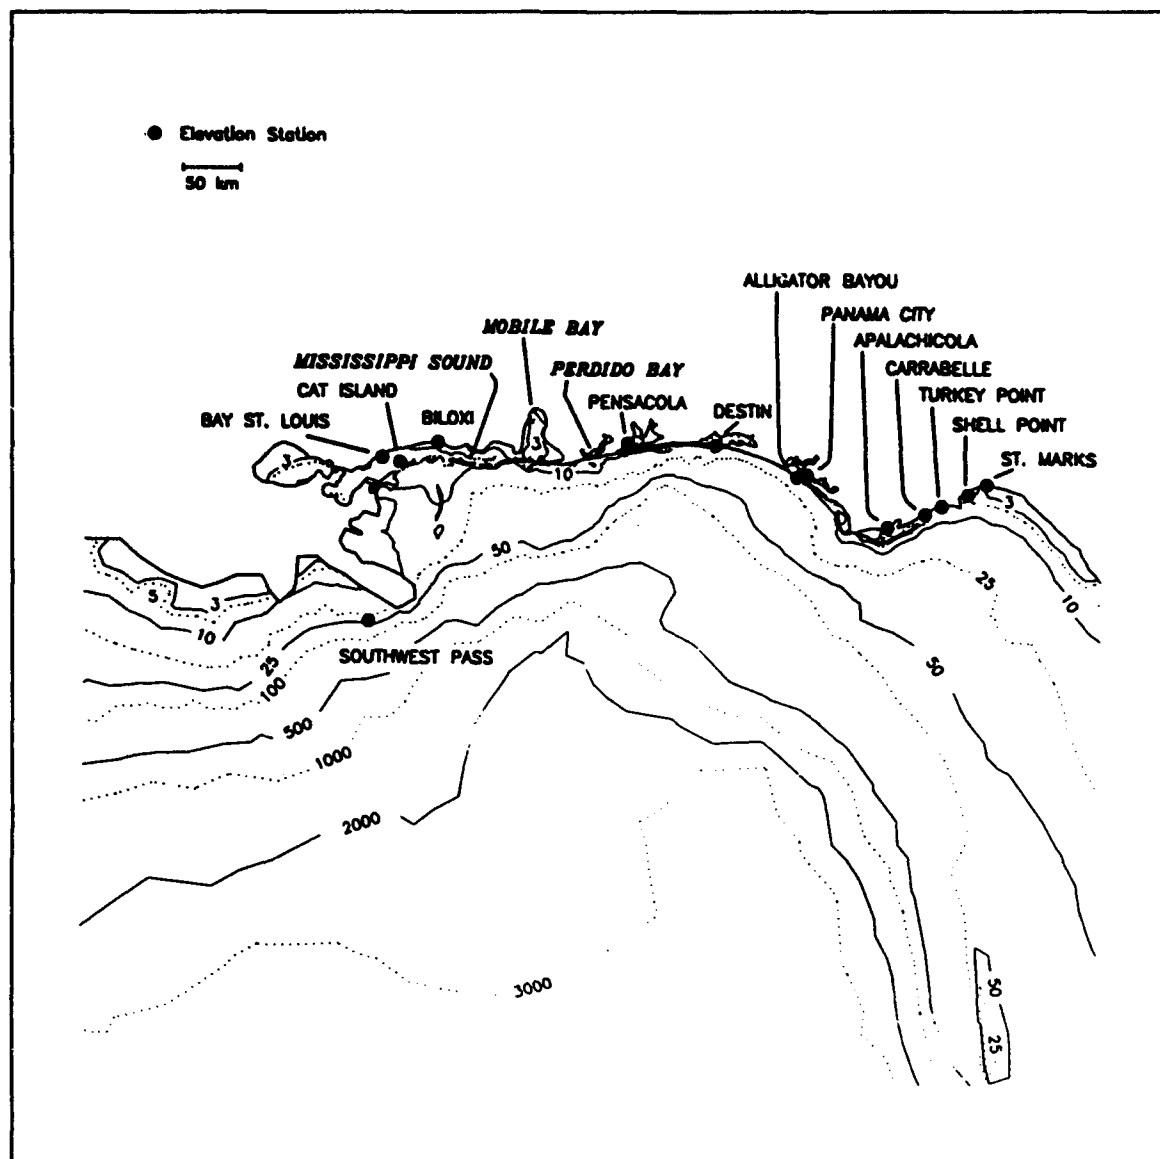 Elevation Station
50 km
ALLIGATOR BAYOU
PANAMA CITY
MOBILE BAY
APALACHICOLA
MISSISSIPPI SOUND
PERDIDO BAY
CARRABELLE
CAT ISLAND
TURKEY POINT
PENSACOLA
BAY ST. LOUIS
BILOXI
DESTIN
SHELL POINT
ST. MARKS
3
3
10
3
50
25
5
3
10
10
SOUTHWEST PASS
25
50
100
500
1000
2000
3000
50
25